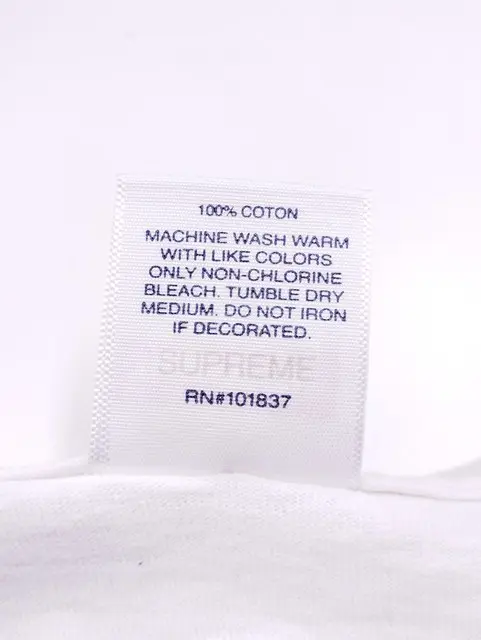 100% COTON
MACHINE WASH WARM
WITH LIKE COLORS
ONLY NON-CHLORINE
BLEACH. TUMBLE DRY
MEDIUM. DO NOT IRON
IF DECORATED.
SUPREME
RN#101837